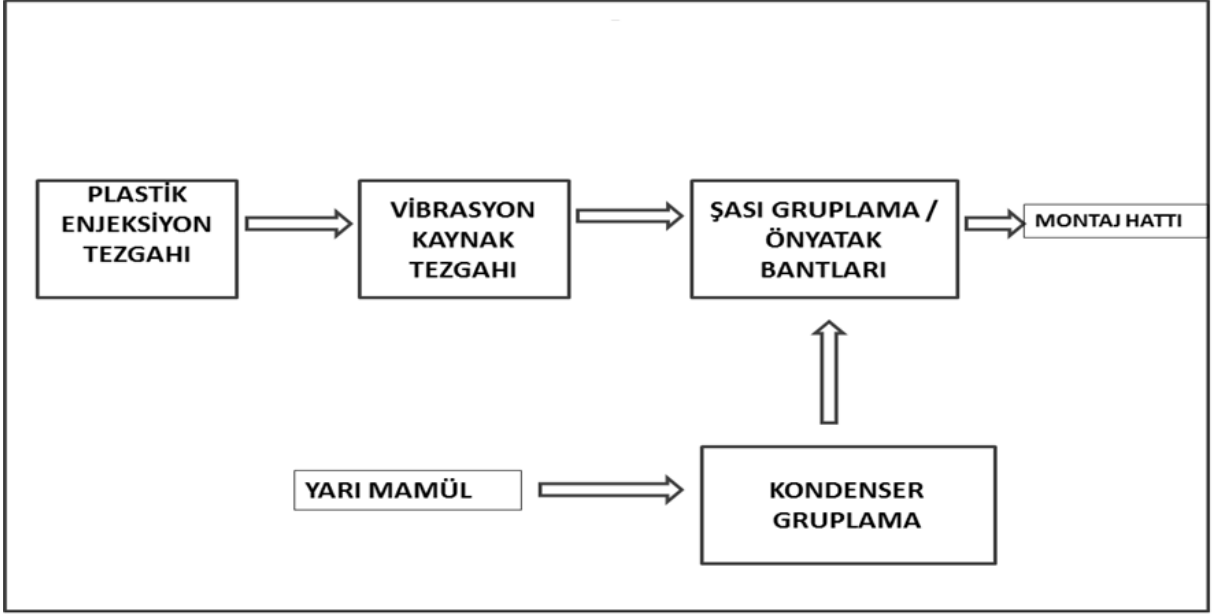 PLASTİK
ENJEKSİYON
TEZGAHI
VİBRASYON
KAYNAK
TEZGAHI
ŞASI GRUPLAMA /
ÖNYATAK
BANTLARI
MONTAJ HATTI
YARI MAMÜL
KONDENSER
GRUPLAMA